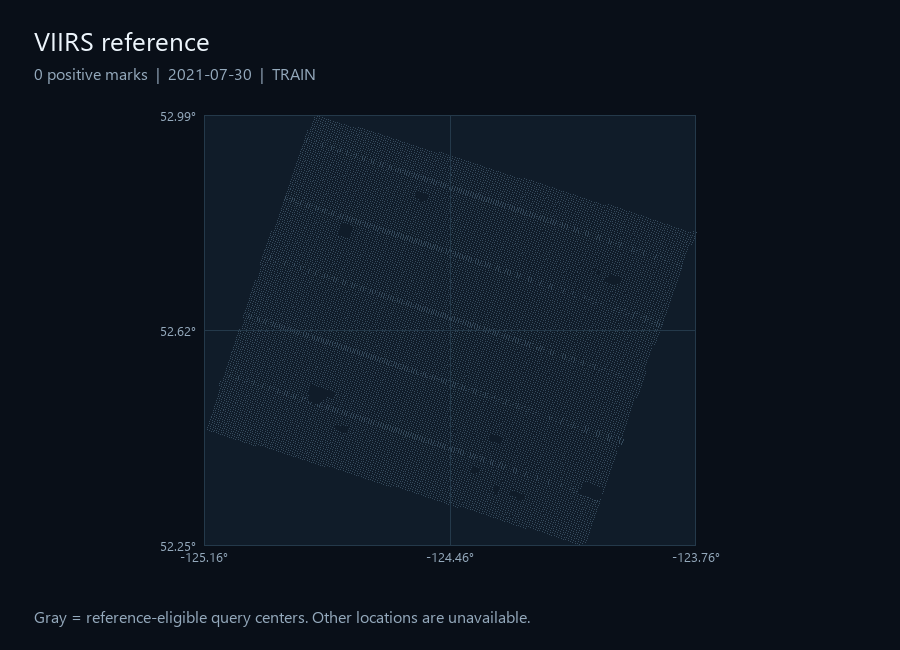 VIIRS reference
0 positive marks | 2021-07-30 | TRAIN
52.99°
52.62°
52.25°
-125.16°
-124.46°
-123.76°
Gray = reference-eligible query centers. Other locations are unavailable.